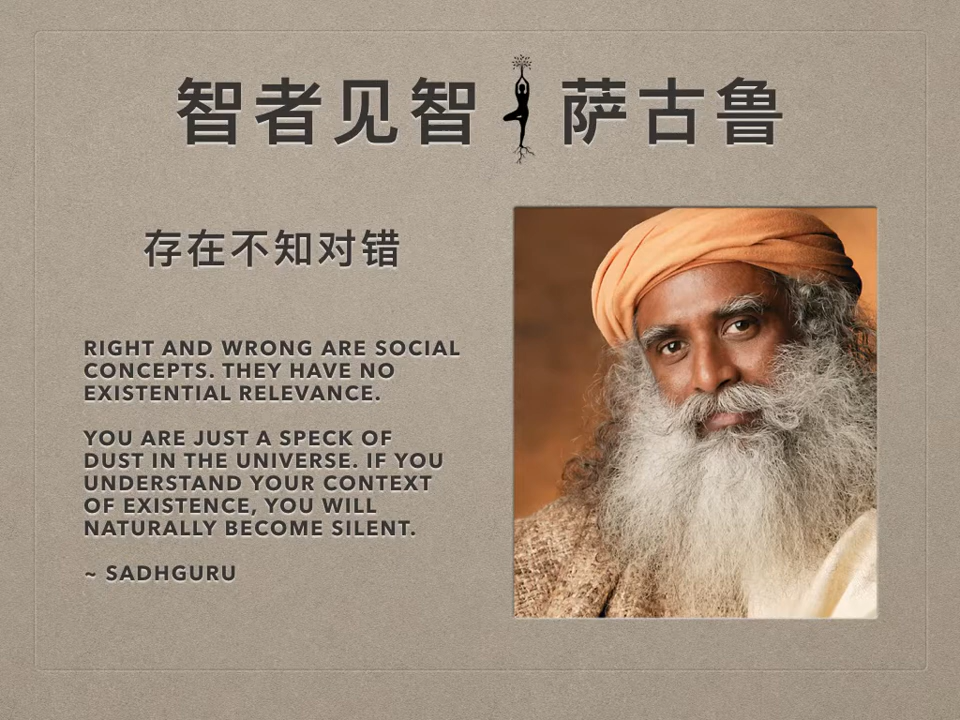 智者见智 萨古鲁
存在不知对错
RIGHT AND WRONG ARE SOCIAL
CONCEPTS. THEY HAVE NO
EXISTENTIAL RELEVANCE.
YOU ARE JUST A SPECK OF
DUST IN THE UNIVERSE. IF YOU
UNDERSTAND YOUR CONTEXT
OF EXISTENCE, YOU WILL
NATURALLY BECOME SILENT.
~ SADHGURU